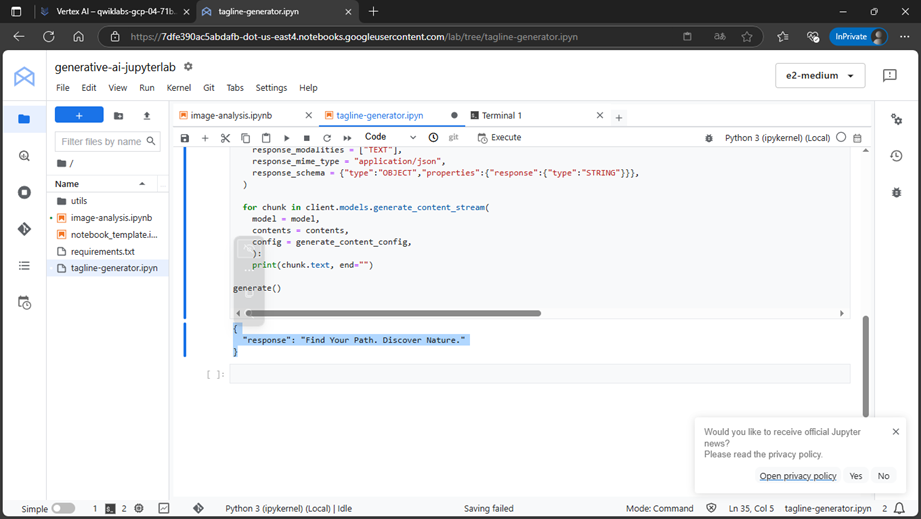 Vertex AI – qwiklabs-gcp-04-71b
tagline-generator.ipyn
https://7dfe390ac5abdafb-dot-us-east4.notebooks.googleusercontent.com/lab/tree/tagline-generator.ipyn
InPrivate
generative-ai-jupyterlab
e2-medium
File Edit View Run Kernel Git Tabs Settings Help
image-analysis.ipynb
tagline-generator.ipyn
Terminal 1
Code
git
Execute
Python 3 (ipykernel) (Local)
Filter files by name
/
Name
utils
image-analysis.ipynb
notebook_template.i...
requirements.txt
tagline-generator.ipyn
response_modalities = ["TEXT"],
response_mime_type = "application/json",
response_schema = {"type":"OBJECT","properties":{"response":{"type":"STRING"}}},
)
for chunk in client.models.generate_content_stream(
model = model,
contents = contents,
config = generate_content_config,
):
print(chunk.text, end="")
generate()
{
"response": "Find Your Path. Discover Nature."
}
[ ]:
Would you like to receive official Jupyter
news?
Please read the privacy policy.
Open privacy policy Yes No
Simple
1
2
Python 3 (ipykernel) (Local) | Idle
Saving failed
Mode: Command
Ln 35, Col 5
tagline-generator.ipyn
2